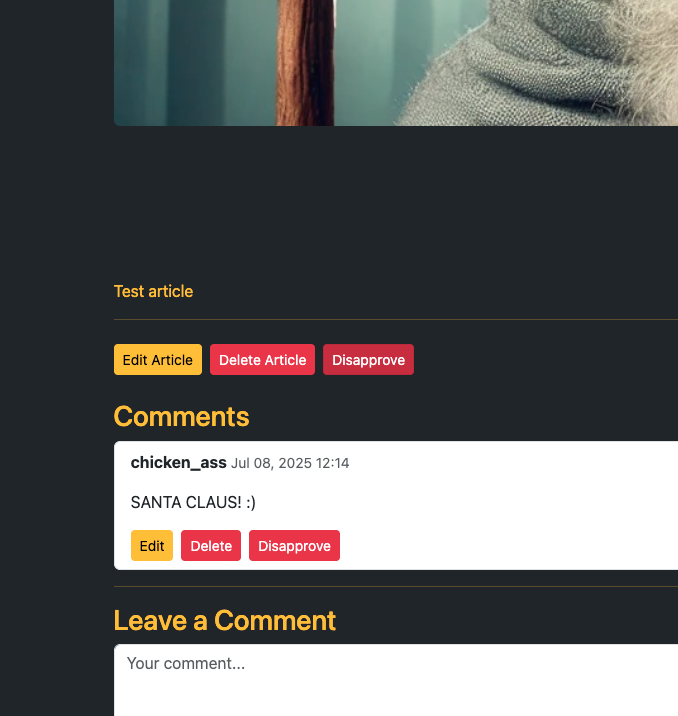 Test article
Edit Article Delete Article Disapprove
Comments
chicken_ass Jul 08, 2025 12:14
SANTA CLAUS! :)
Edit Delete Disapprove
Leave a Comment
Your comment...